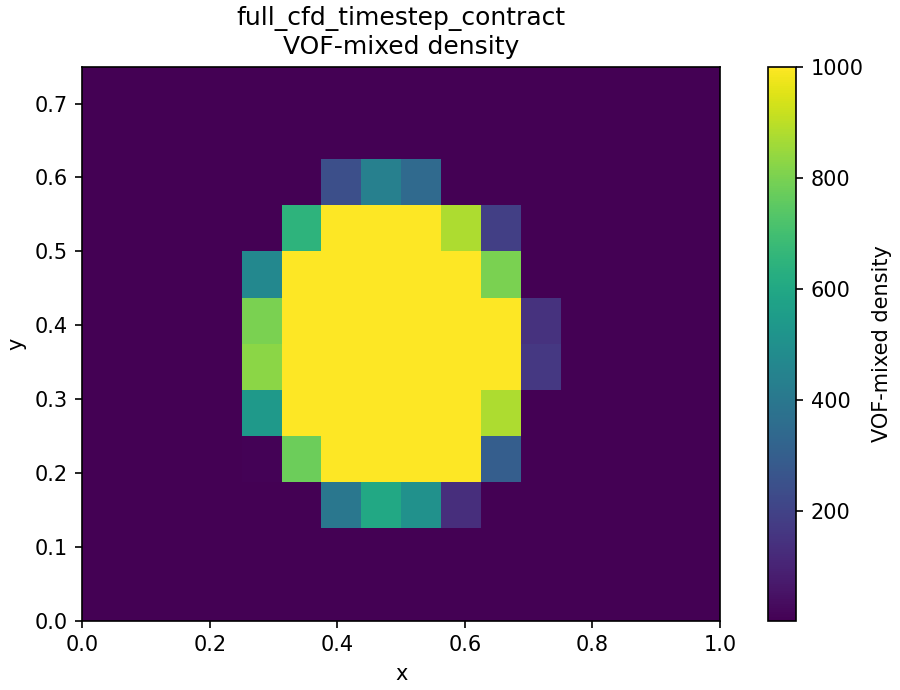 full_cfd_timestep_contract
VOF-mixed density
0.7
0.6
0.5
0.4
0.3
0.2
0.1
0.0
y
0.0 0.2 0.4 0.6 0.8 1.0
x
1000
800
600
400
200
VOF-mixed density